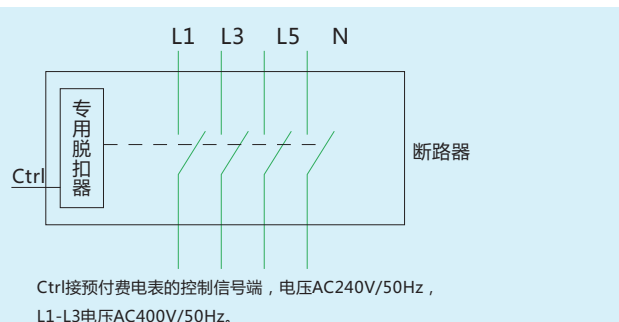 L1 L3 L5 N
专用脱扣器
断路器
Ctrl
Ctrl接预付费电表的控制信号端，电压AC240V/50Hz，
L1-L3电压AC400V/50Hz。